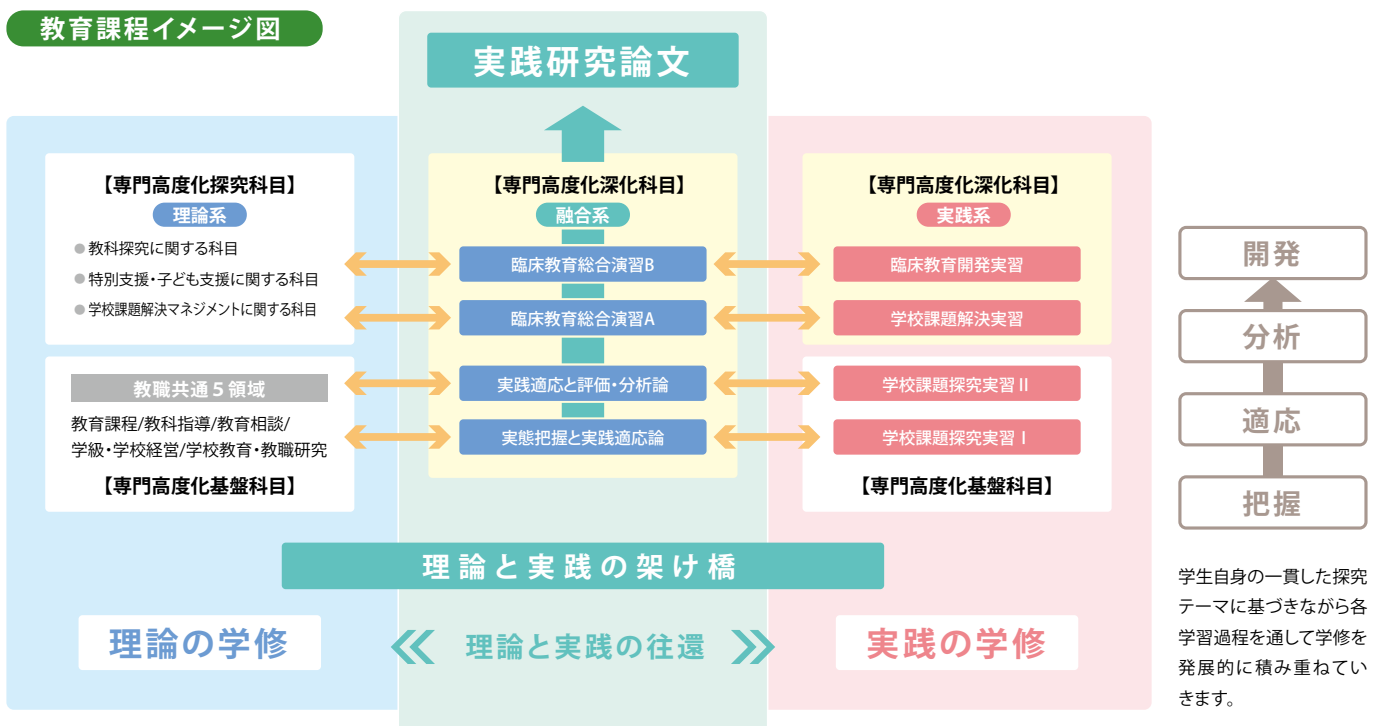 教育課程イメージ図
実践研究論文
【専門高度化探究科目】
理論系
●教科探究に関する科目
●特別支援・子ども支援に関する科目
●学校課題解決マネジメントに関する科目
教職共通5領域
教育課程/教科指導/教育相談/
学級・学校経営/学校教育・教職研究
【専門高度化基盤科目】
【専門高度化深化科目】
融合系
臨床教育総合演習B
臨床教育総合演習A
実践適応と評価・分析論
実態把握と実践適応論
【専門高度化深化科目】
実践系
臨床教育開発実習
学校課題解決実習
学校課題探究実習Ⅱ
学校課題探究実習Ⅰ
【専門高度化基盤科目】
理論と実践の架け橋
理論の学修
理論と実践の往還
実践の学修
開発
分析
適応
把握
学生自身の一貫した探究
テーマに基づきながら各
学習過程を通して学修を
発展的に積み重ねてい
きます。